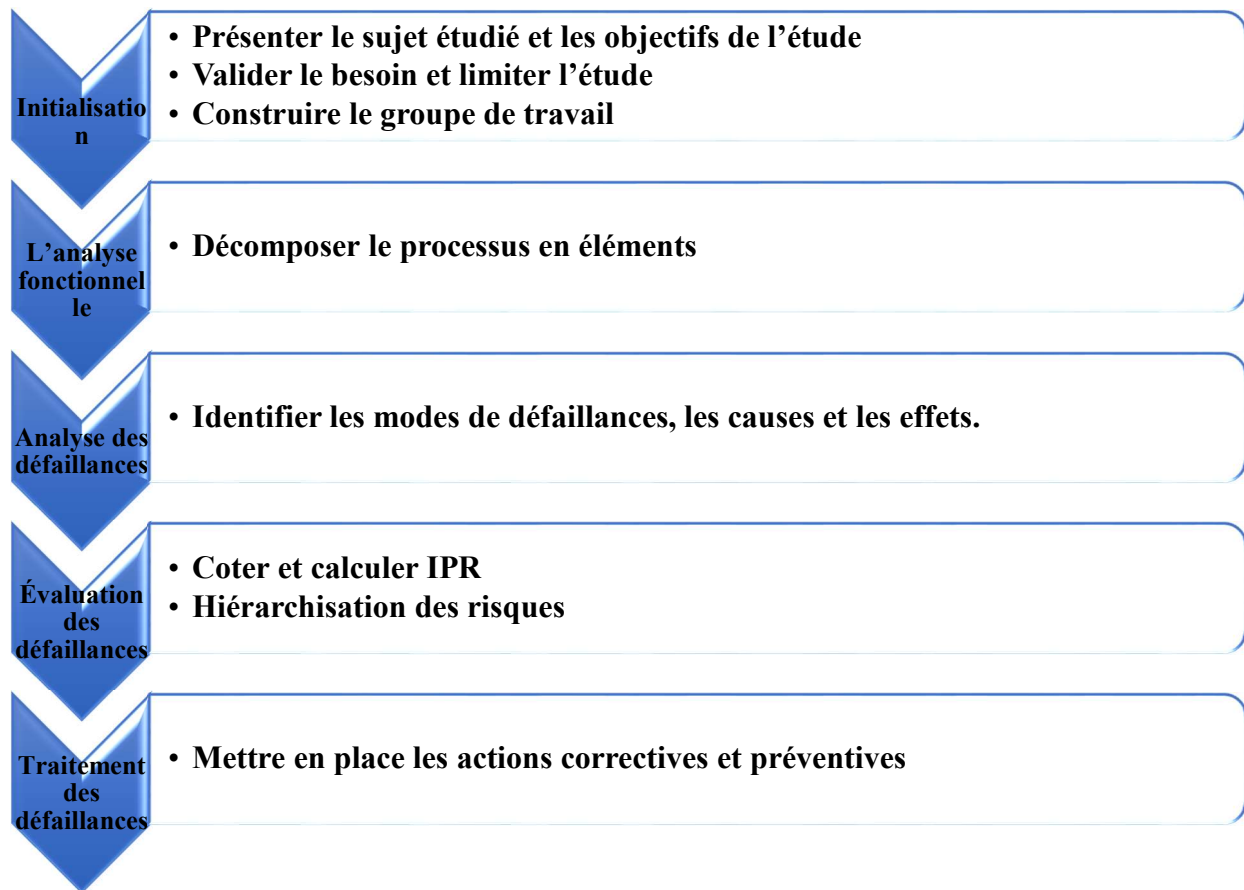 Initialisatio
n
• Présenter le sujet étudié et les objectifs de l’étude
• Valider le besoin et limiter l’étude
• Construire le groupe de travail
L’analyse
fonctionnel
le
• Décomposer le processus en éléments
Analyse des
défaillances
• Identifier les modes de défaillances, les causes et les effets.
Évaluation
des
défaillances
• Coter et calculer IPR
• Hiérarchisation des risques
Traitement
des
défaillances
• Mettre en place les actions correctives et préventives